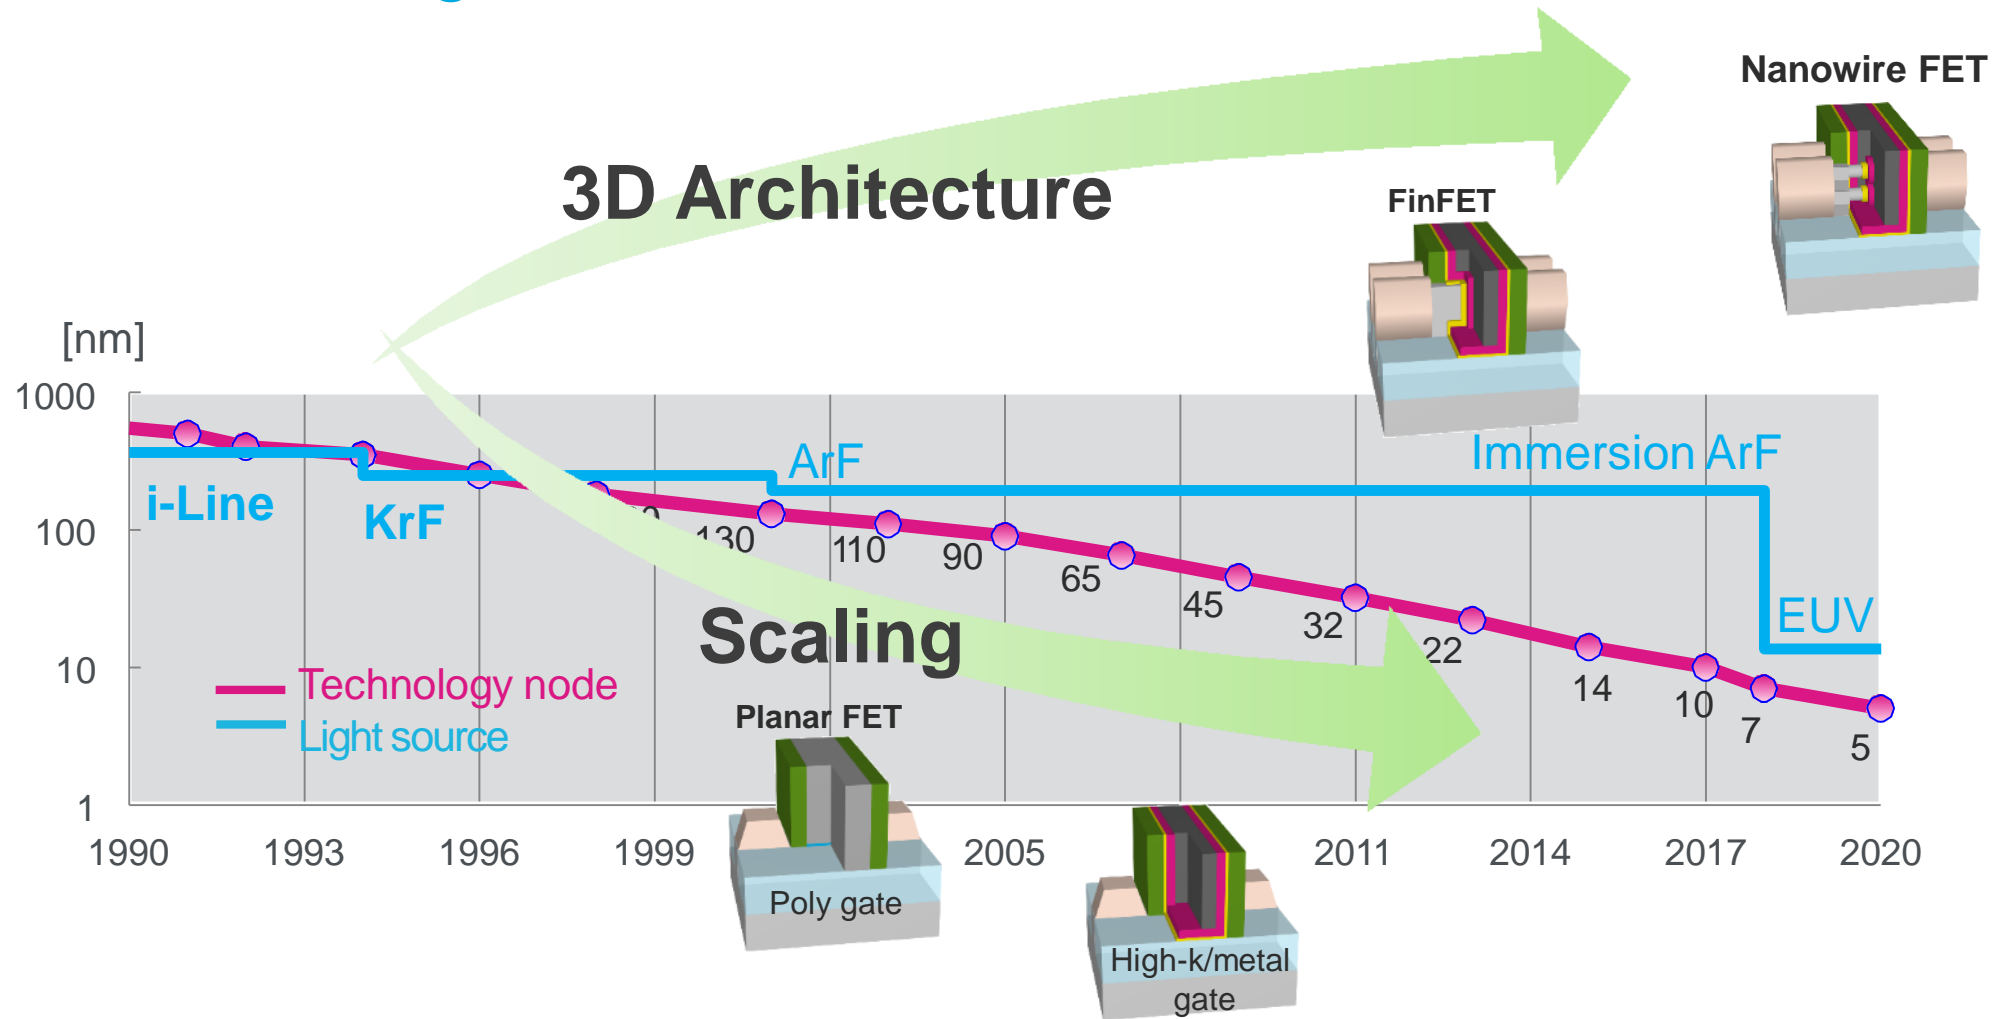 Nanowire FET
3D Architecture
FinFET
[nm]
1000
ArF
Immersion ArF
i-Line
KrF
100
130
110
90
65
45
32
22
EUV
Scaling
10
14
10
7
5
Technology node
Light source
Planar FET
1
1990
1993
1996
1999
2005
2011
2014
2017
2020
Poly gate
High-k/metal
gate